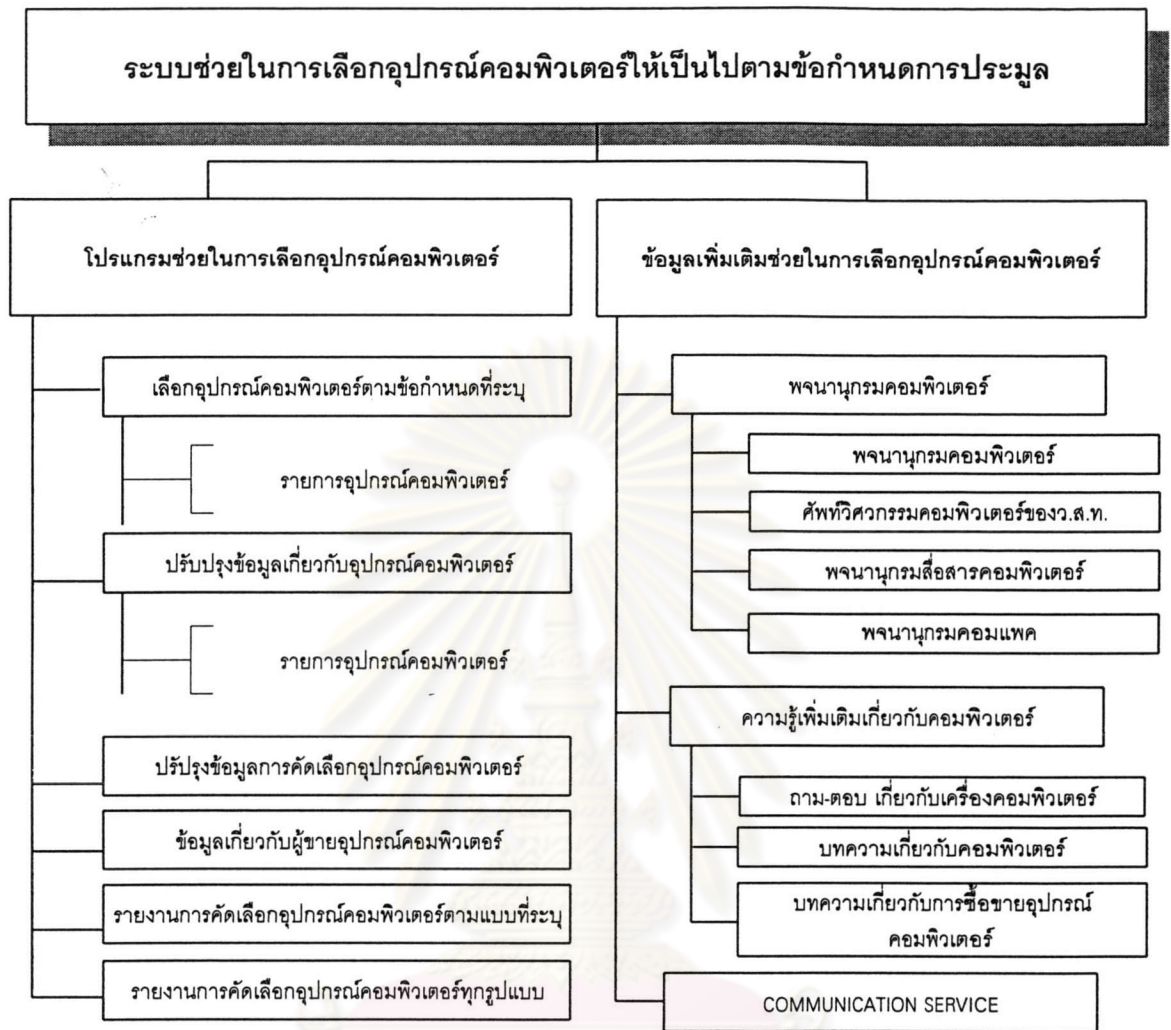 ระบบช่วยในการเลือกอุปกรณ์คอมพิวเตอร์ให้เป็นไปตามข้อกำหนดการประมูล
โปรแกรมช่วยในการเลือกอุปกรณ์คอมพิวเตอร์
เลือกอุปกรณ์คอมพิวเตอร์ตามข้อกำหนดที่ระบุ
รายการอุปกรณ์คอมพิวเตอร์
ปรับปรุงข้อมูลเกี่ยวกับอุปกรณ์คอมพิวเตอร์
รายการอุปกรณ์คอมพิวเตอร์
ปรัปรุงข้อมูลการคัดเลือกอุปกรณ์คอมพิวเตอร์
ข้อมูลเกี่ยวกับผู้ขายอุปกรณ์คอมพิวเตอร์
รายงานการคัดเลือกอุปกรณ์คอมพิวเตอร์ตามแบบที่ระบุ
รายงานการคัดเลือกอุปกรณ์คอมพิวเตอร์ทุกรูปแบบ
ข้อมูลเพิ่มเติมช่วยในการเลือกอุปกรณ์คอมพิวเตอร์
พจนานุกรมคอมพิวเตอร์
พจนานุกรมคอมพิวเตอร์
ศัพท์วิศวกรรมคอมพิวเตอร์ของว.ส.ท.
พจนานุกรมสื่อสารคอมพิวเตอร์
พจนานุกรมคอมแพค
ความรู้เพิ่มเติมเกี่ยวกับคอมพิวเตอร์
ถาม-ตอบ เกี่ยวกับเครื่องคอมพิวเตอร์
บทความเกี่ยวกับคอมพิวเตอร์
บทความเกี่ยวกับการซื้อขายอุปกรณ์
คอมพิวเตอร์
COMMUNICATION SERVICE